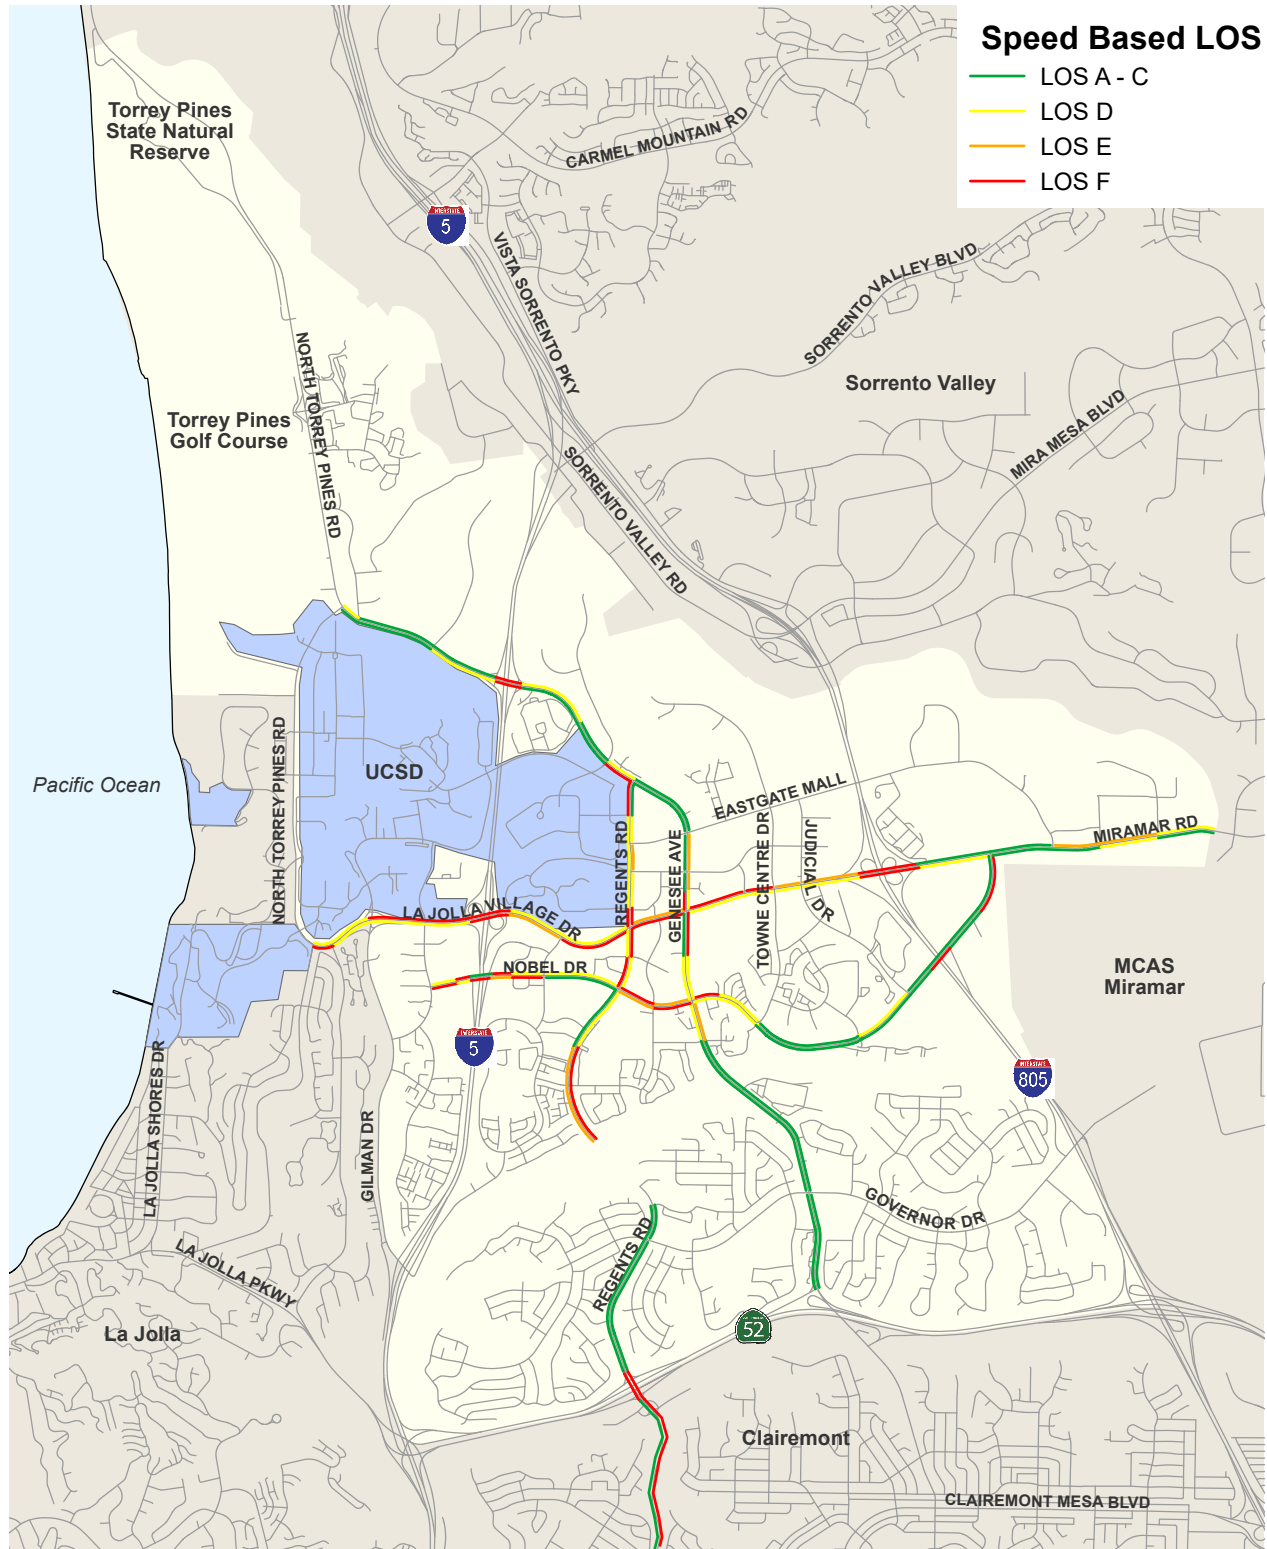 Speed Based LOS
LOS A - C
LOS D
LOS E
LOS F
Torrey Pines
State Natural
Reserve
CARMEL MOUNTAIN RD
INTERSTATE
5
VISTA SORRENTO PKY
SORRENTO VALLEY BLVD
NORTH TORREY PINES RD
Sorrento Valley
Torrey Pines
Golf Course
MIRA MESA BLVD
SORRENTO VALLEY RD
NORTH TORREY PINES RD
UCSD
Pacific Ocean
EASTGATE MALL
REGENTS RD
GENESEE AVE
TOWNE CENTRE DR
JUDICIAL DR
MIRAMAR RD
LA JOLLA VILLAGE DR
NOBEL DR
MCAS
Miramar
INTERSTATE
5
INTERSTATE
805
LA JOLLA SHORES DR
GILMAN DR
GOVERNOR DR
REGENTS RD
LA JOLLA PKWY
La Jolla
52
Clairemont
CLAIREMONT MESA BLVD